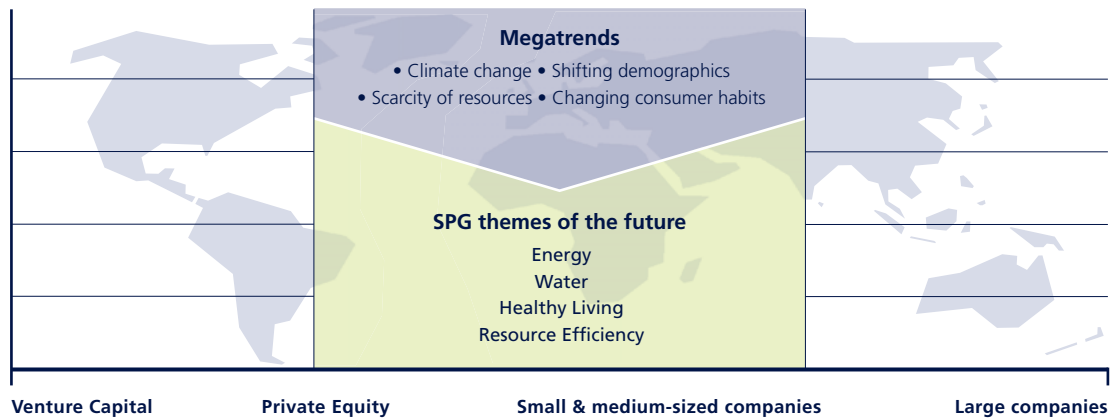 Megatrends
• Climate change • Shifting demographics
• Scarcity of resources • Changing consumer habits
SPG themes of the future
Energy
Water
Healthy Living
Resource Efficiency
Venture Capital Private Equity Small & medium-sized companies Large companies